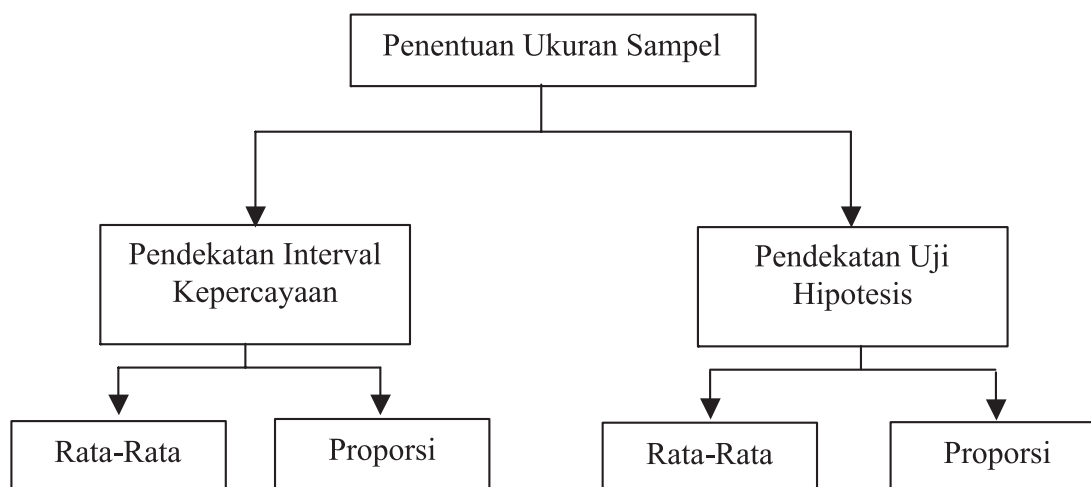 Penentuan Ukuran Sampel
Pendekatan Interval
Kepercayaan
Pendekatan Uji
Hipotesis
Rata-Rata
Proporsi
Rata-Rata
Proporsi